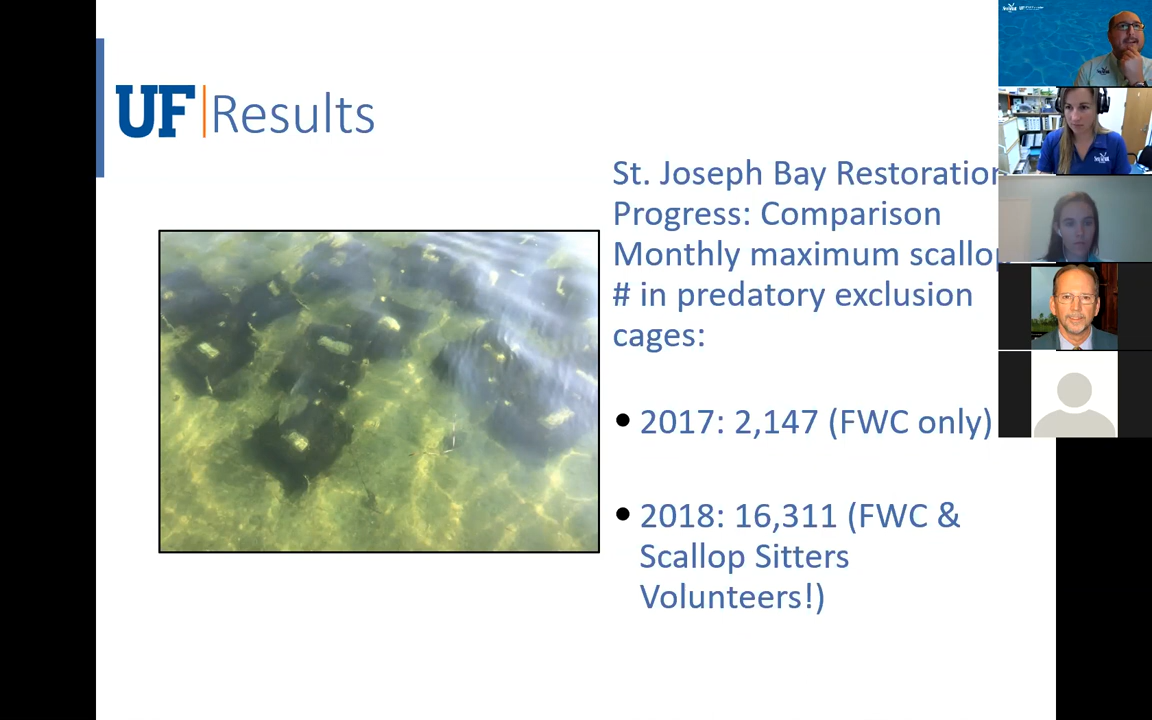 UF Results
St. Joseph Bay Restoration
Progress: Comparison
Monthly maximum scallop
# in predatory exclusion
cages:
• 2017: 2,147 (FWC only)
• 2018: 16,311 (FWC &
Scallop Sitters
Volunteers!)